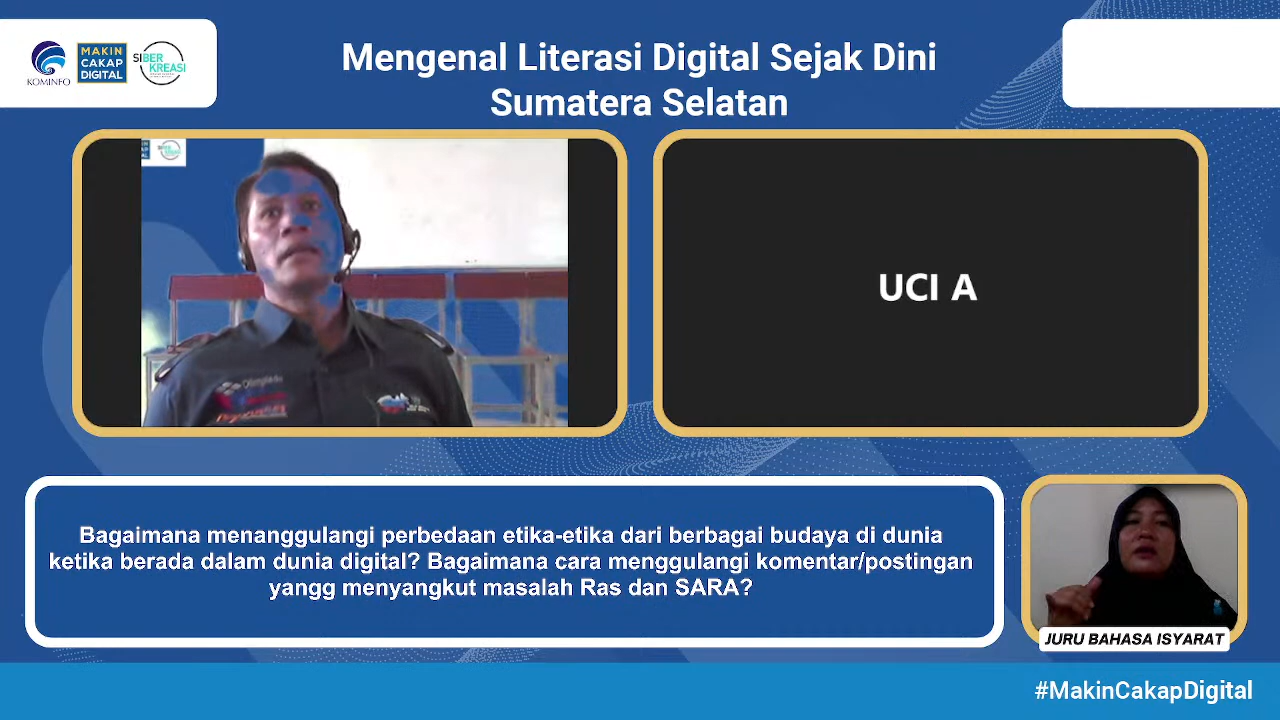 KOMINFO
MAKIN
CAKAP
DIGITAL
SIBER
KREASI
Mengenal Literasi Digital Sejak Dini
Sumatera Selatan
UCI A
Bagaimana menanggulangi perbedaan etika-etika dari berbagai budaya di dunia
ketika berada dalam dunia digital? Bagaimana cara menggulangi komentar/postingan
yangg menyangkut masalah Ras dan SARA?
JURU BAHASA ISYARAT
#MakinCakapDigital